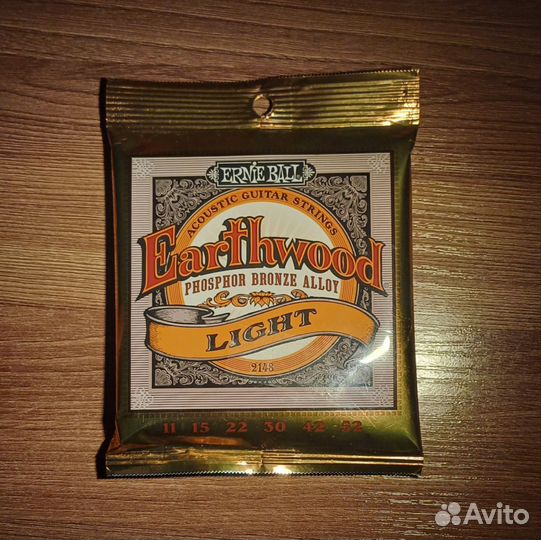 ERNIE BALL
ACOUSTIC GUITAR STRINGS
Earthwood
PHOSPHOR BRONZE ALLOY
LIGHT
2148
11 15 22 30 42 52
Avito